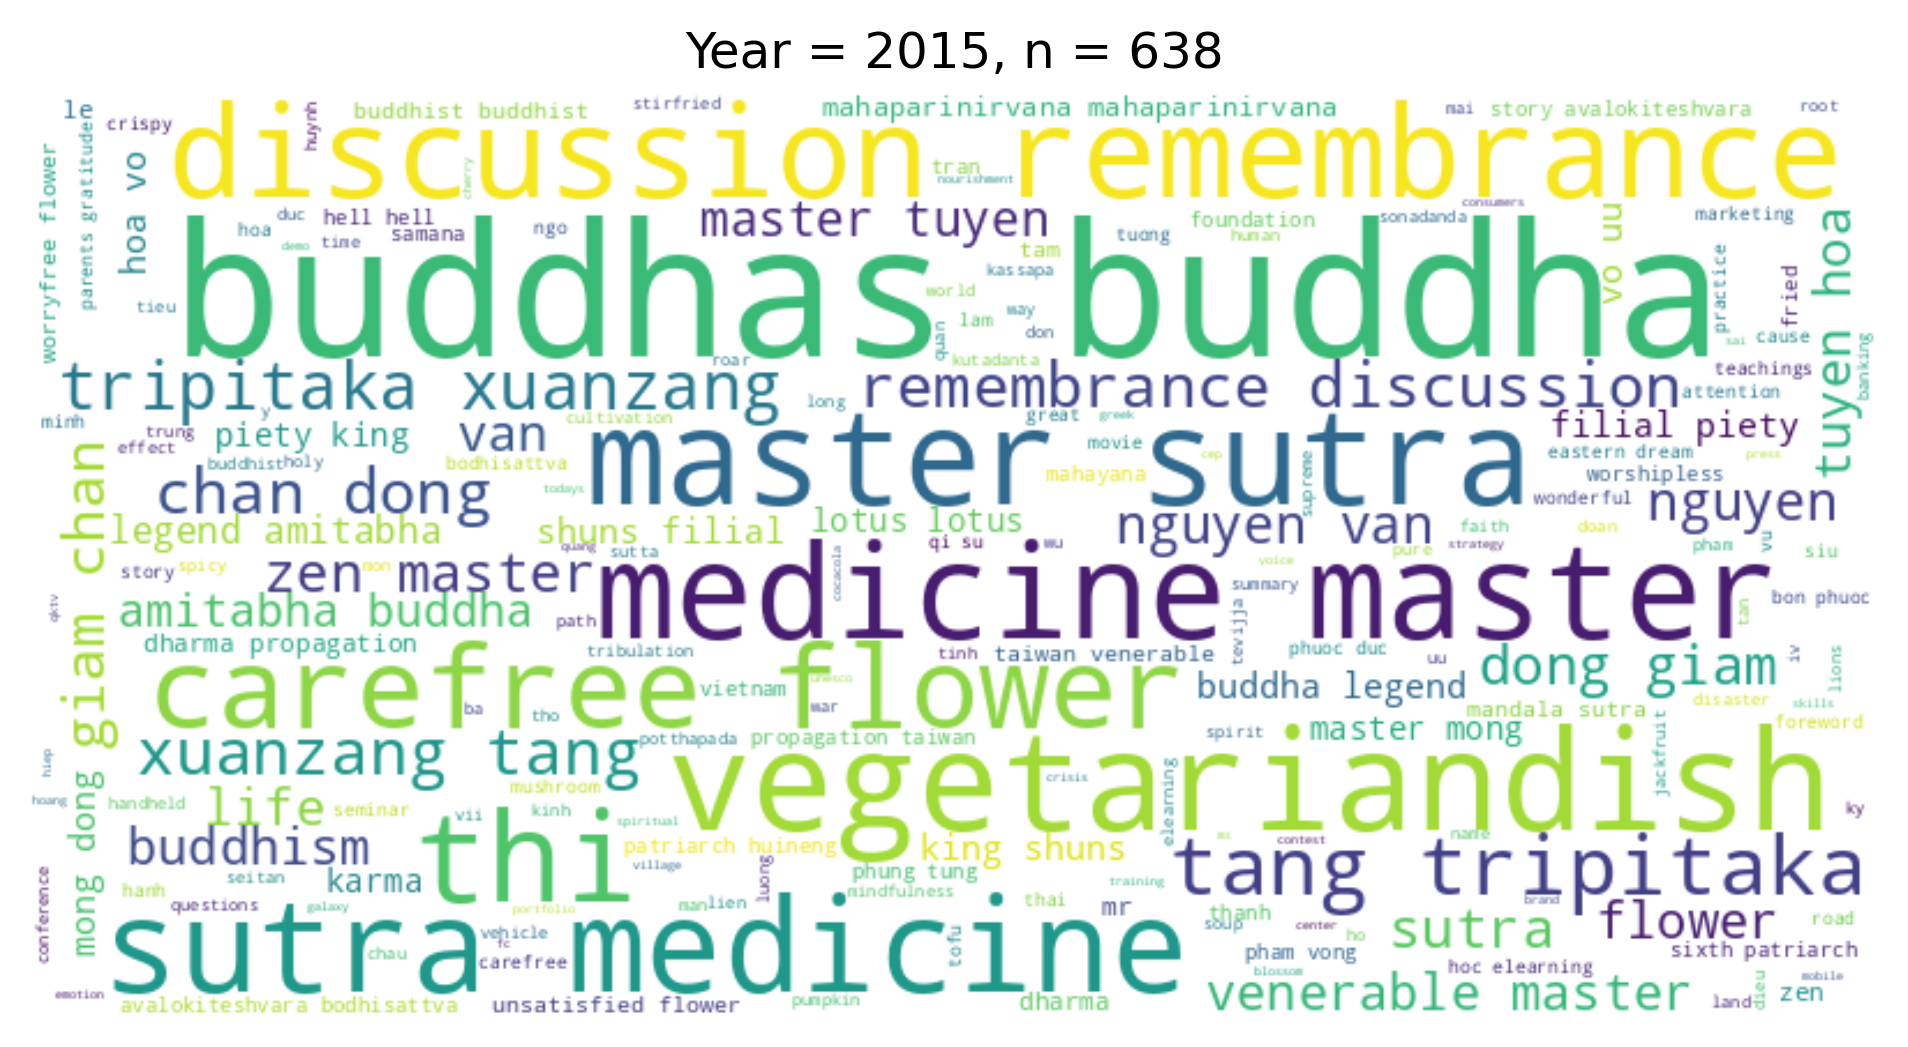 Year = 2015, n = 638
le
crispy
huynh
buddhist buddhist
stirfried
mahaparinirvana mahaparinirvana
mai
story avalokiteshvara
root
worryfree flower
parents gratituden
hoa vo
discussion remembrance
cherry
tran
nourishment
duc
hell hell
hoa
demo
time
samana
ngo
master tuyen
tam
kassapa
tuong
foundation
human
sonadanda
consumers
vo uu
marketing
tuyen hoa
tieu
buddhas buddha
world
way
lam
don
quan
kutadanta
practice
fried
sai
cause
banking
teachings
roar
tripitaka xuanzang
long
remembrance discussion
attention
minh
y
trung
effect
piety king
van
cultivation
great
greek
movie
filial piety
buddhist
holy
bodhisattva
todays
master sutra
mahayana
cep
supreme
eastern dream
press
worshipless
wonderful
chan dong
nguyen
mong dong giam chan
legend amitabha
shuns filial
lotus lotus
nguyen van
faith
doan
quang
sutta
qi su
wu
voice
pure
strategy
pham
vu
siu
story
spicy
zen master
mon
cocacola
medicine master
summary
bon phuoc
qktv
amitabha buddha
path
tevijja
tan
dharma propagation
tribulation
tinh
taiwan venerable
phuoc duc
uu
dong giam
iv
lions
carefree flower
vietnam
unesco
buddha legend
disaster
skills
ba
tho
war
mandala sutra
foreword
xuanzang tang
potthapada
propagation taiwan
spirit
master mong
jackfruit
hiep
hoang
handheld
life
seminar
mushroom
crisis
vegetariandish
elearning
ky
vii
kinh
spiritual
buddhism
thi
patriarch huineng
king shuns
ms
contest
name
seitan
karma
village
luong
phung tung
mindfulness
training
tang tripitaka
conference
hanh
questions
galaxy
portfolio
man
lien
thai
mr
thanh
soup
center
ho
brand
sutra
flower
road
sutra medicine
vehicle
fc
carefree
chau
tofu
pham vong
blossom
hoc elearning
sixth patriarch
mobile
emotion
avalokiteshvara bodhisattva
unsatisfied flower
pumpkin
dharma
venerable master
land
dieu
zen